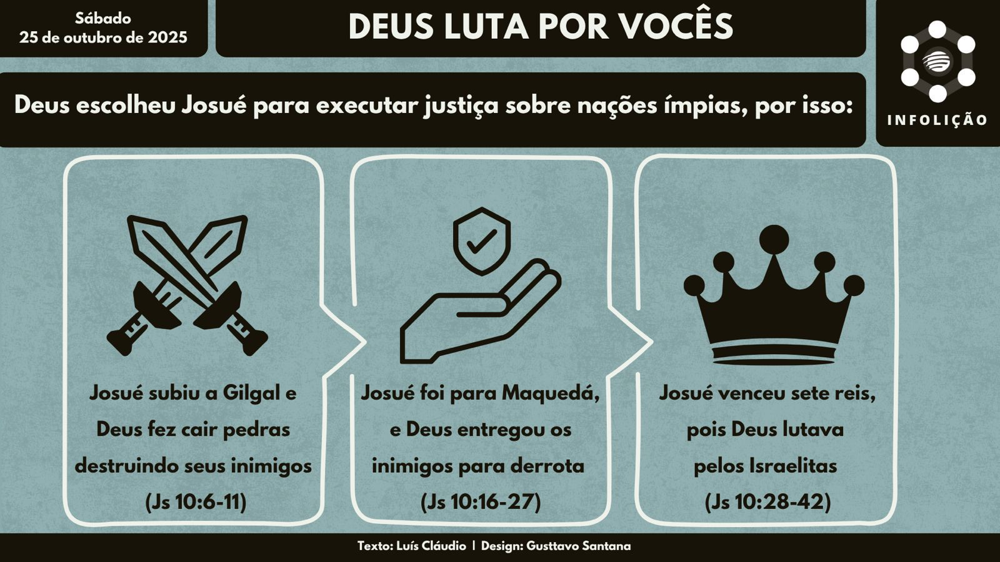 Sábado
25 de outubro de 2025
DEUS LUTA POR VOCÊS
INFOLIÇÃO
Deus escolheu Josué para executar justiça sobre nações ímpias, por isso:
Josué subiu a Gilgal e
Deus fez cair pedras
destruindo seus inimigos
(Js 10:6-11)
Josué foi para Maquedá,
e Deus entregou os
inimigos para derrota
(Js 10:16-27)
Josué venceu sete reis,
pois Deus lutava
pelos Israelitas
(Js 10:28-42)
Texto: Luís Cláudio | Design: Gusttavo Santana